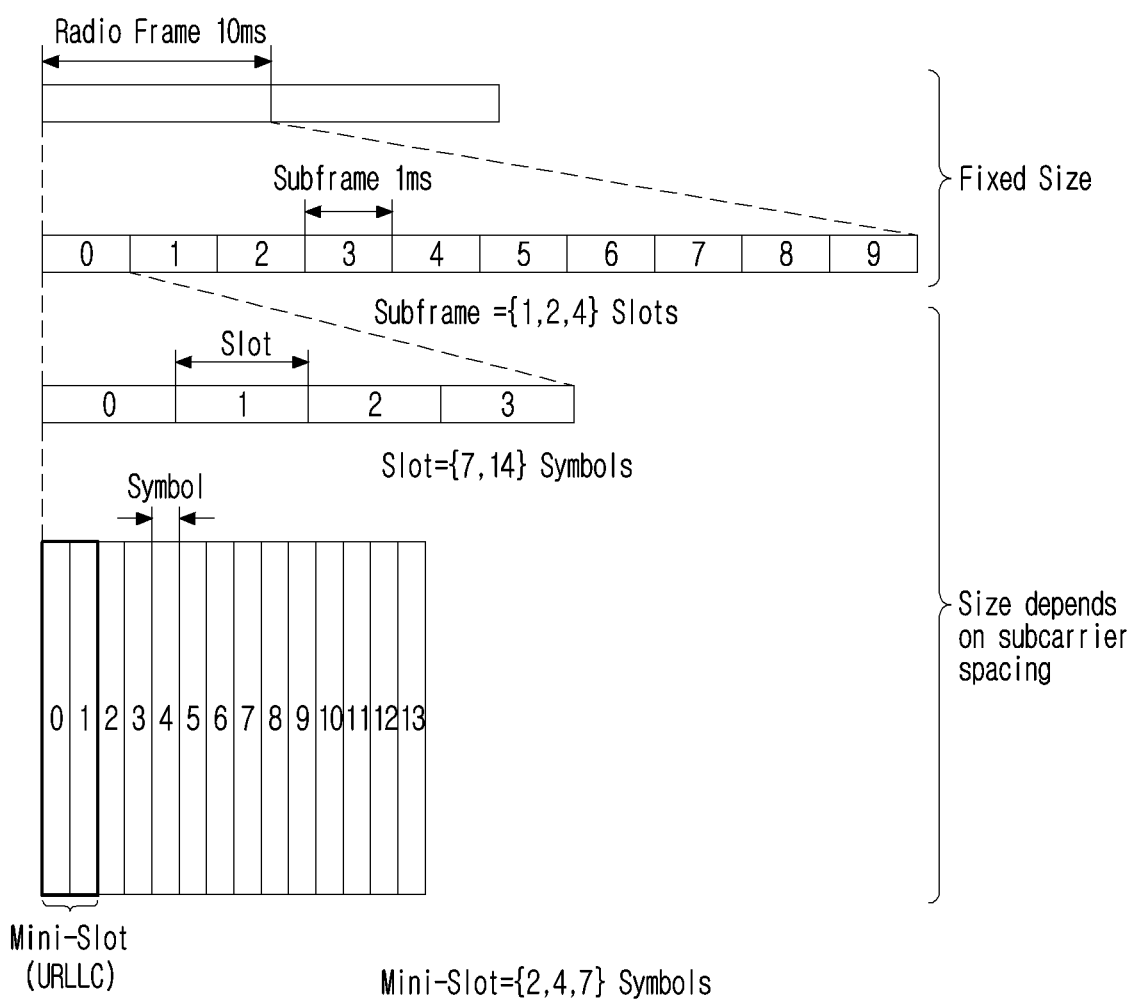 Radio Frame 10ms
Subframe 1ms
Fixed Size
0 1 2 3 4 5 6 7 8 9
Subframe ={1,2,4} Slots
Slot
0 1 2 3
Slot={7,14} Symbols
Symbol
Size depends
on subcarrier
spacing
0 1 2 3 4 5 6 7 8 9 10 11 12 13
Mini-Slot
(URLLC)
Mini-Slot={2,4,7} Symbols